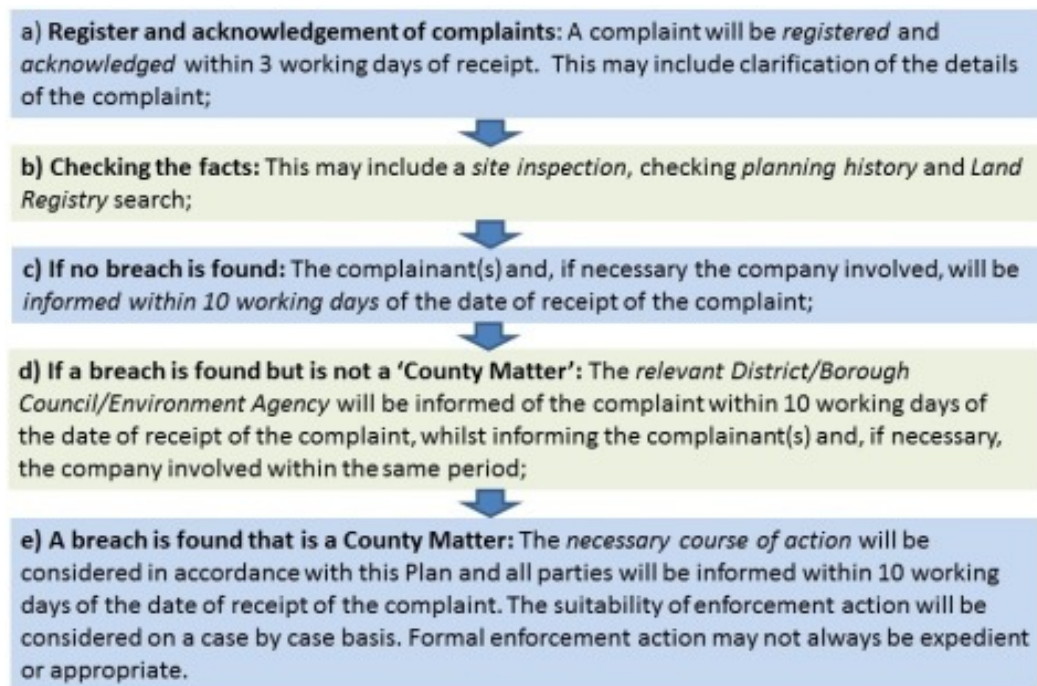 a) Register and acknowledgement of complaints: A complaint will be registered and
acknowledged within 3 working days of receipt.  This may include clarification of the details
of the complaint;
b) Checking the facts: This may include a site inspection, checking planning history and Land
Registry search;
c) If no breach is found: The complainant(s) and, if necessary the company involved, will be
informed within 10 working days of the date of receipt of the complaint;
d) If a breach is found but is not a ‘County Matter’: The relevant District/Borough
Council/Environment Agency will be informed of the complaint within 10 working days of
the date of receipt of the complaint, whilst informing the complainant(s) and, if necessary,
the company involved within the same period;
e) A breach is found that is a County Matter: The necessary course of action will be
considered in accordance with this Plan and all parties will be informed within 10 working
days of the date of receipt of the complaint. The suitability of enforcement action will be
considered on a case by case basis. Formal enforcement action may not always be expedient
or appropriate.